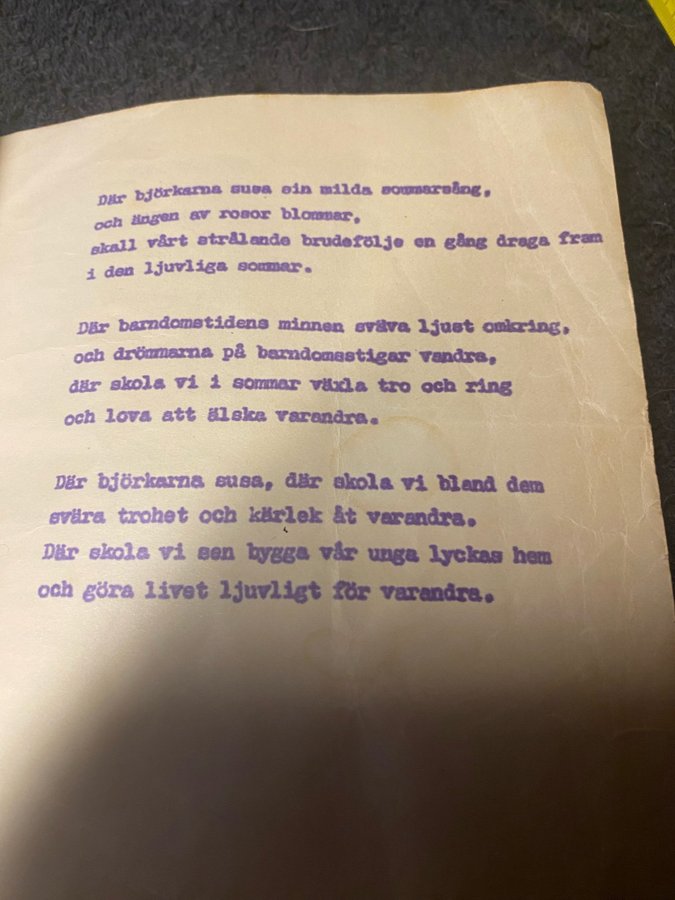 Där björkarna susa sin milda sommarsång,
och ängen av rosor blommar,
skall vårt strålande brudefölje en gång draga fram
i den ljuvliga sommar.

Där barndomstidens minnen sväva ljust omkring,
och drömmarna på barndomsstigar vandra,
där skola vi i sommar växla tro och ring
och lova att älska varandra.

Där björkarna susa, där skola vi bland dem
svära trohet och kärlek åt varandra.
Där skola vi sen bygga vår unga lyckas hem
och göra livet ljuvligt för varandra.